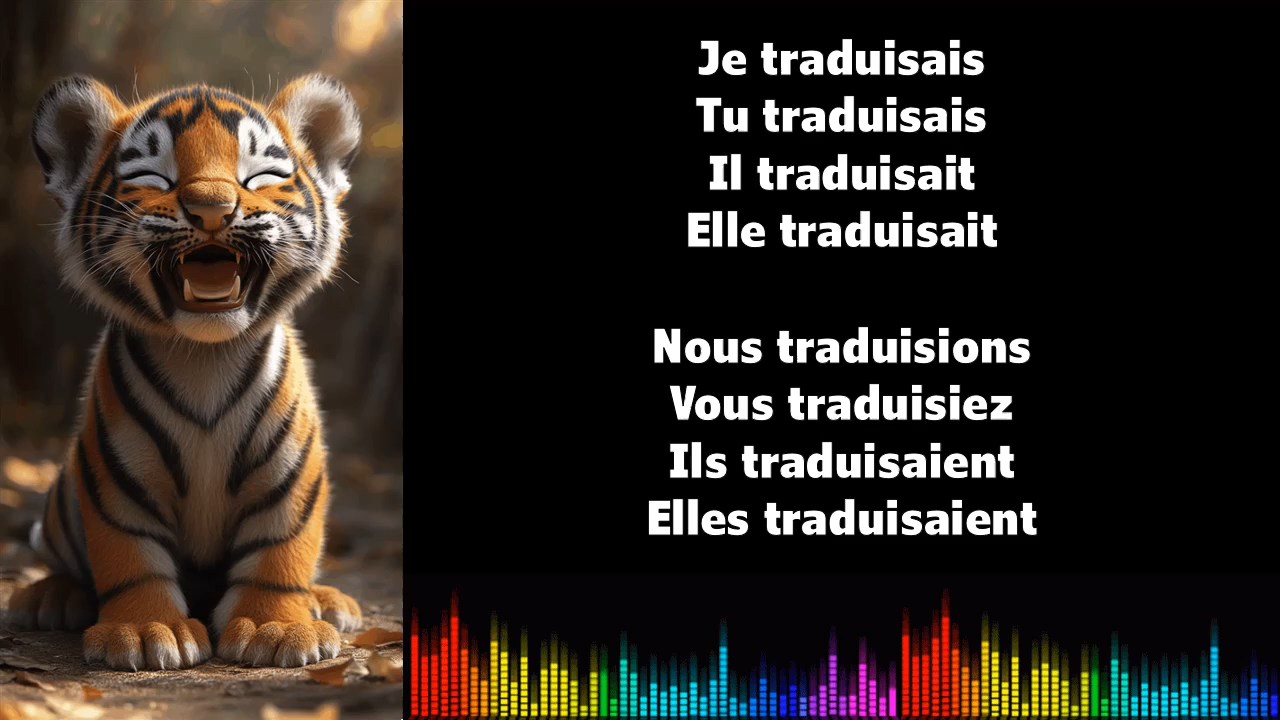 Je traduisais
Tu traduisais
Il traduisait
Elle traduisait
Nous traduisions
Vous traduisiez
Ils traduisaient
Elles traduisaient